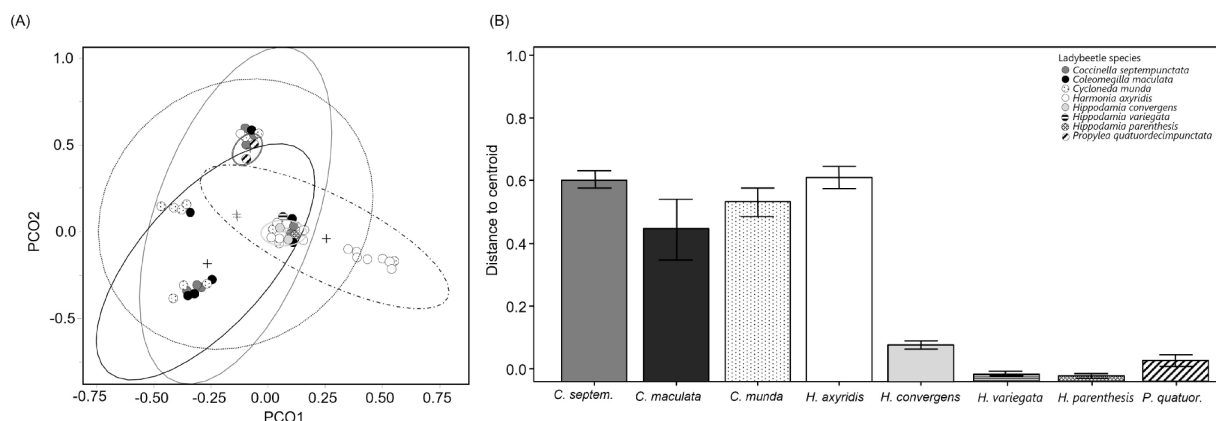 (A)
(B)
1.0
0.5
0.0
-0.5
PCO2
-0.75
-0.50
-0.25
0.00
0.25
0.50
0.75
PCO1
1.0
0.8
0.6
0.4
0.2
0.0
Distance to centroid
Ladybeetle species
Coccinella septempunctata
Coleomegilla maculata
Cycloneda munda
Harmonia axyridis
Hippodamia convergens
Hippodamia variegata
Hippodamia parenthesis
Propylea quatuordecimpunctata
C. septem.
C. maculata
C. munda
H. axyridis
H. convergens
H. variegata
H. parenthesis
P. quatuor.